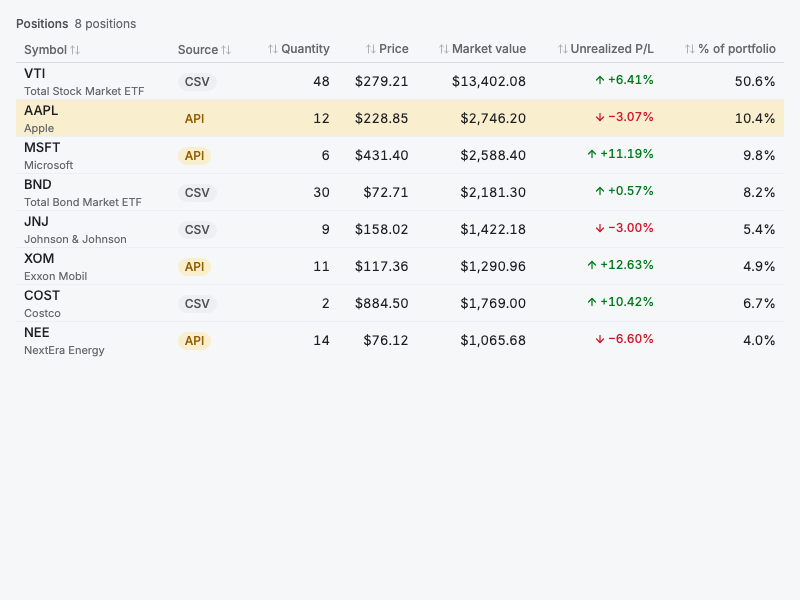 Positions 8 positions
Symbol ↑↓ Source ↑↓ ↑↓ Quantity ↑↓ Price ↑↓ Market value ↑↓ Unrealized P/L ↑↓ % of portfolio
VTI
Total Stock Market ETF
CSV 48 $279.21 $13,402.08 ↑ +6.41% 50.6%
AAPL
Apple
API 12 $228.85 $2,746.20 ↓ −3.07% 10.4%
MSFT
Microsoft
API 6 $431.40 $2,588.40 ↑ +11.19% 9.8%
BND
Total Bond Market ETF
CSV 30 $72.71 $2,181.30 ↑ +0.57% 8.2%
JNJ
Johnson & Johnson
CSV 9 $158.02 $1,422.18 ↓ −3.00% 5.4%
XOM
Exxon Mobil
API 11 $117.36 $1,290.96 ↑ +12.63% 4.9%
COST
Costco
CSV 2 $884.50 $1,769.00 ↑ +10.42% 6.7%
NEE
NextEra Energy
API 14 $76.12 $1,065.68 ↓ −6.60% 4.0%